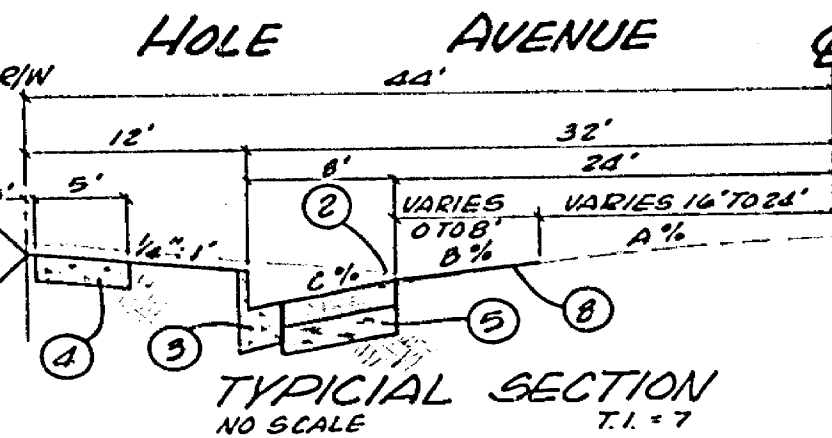 HOLE AVENUE
R/W
44'
12' 32'
8' 24'
5'
2
VARIES
0 TO 8'
VARIES 16' TO 24'
1/4":1'
C%
B%
A%
4
3
5
8
TYPICIAL SECTION
NO SCALE
T.I. = 7